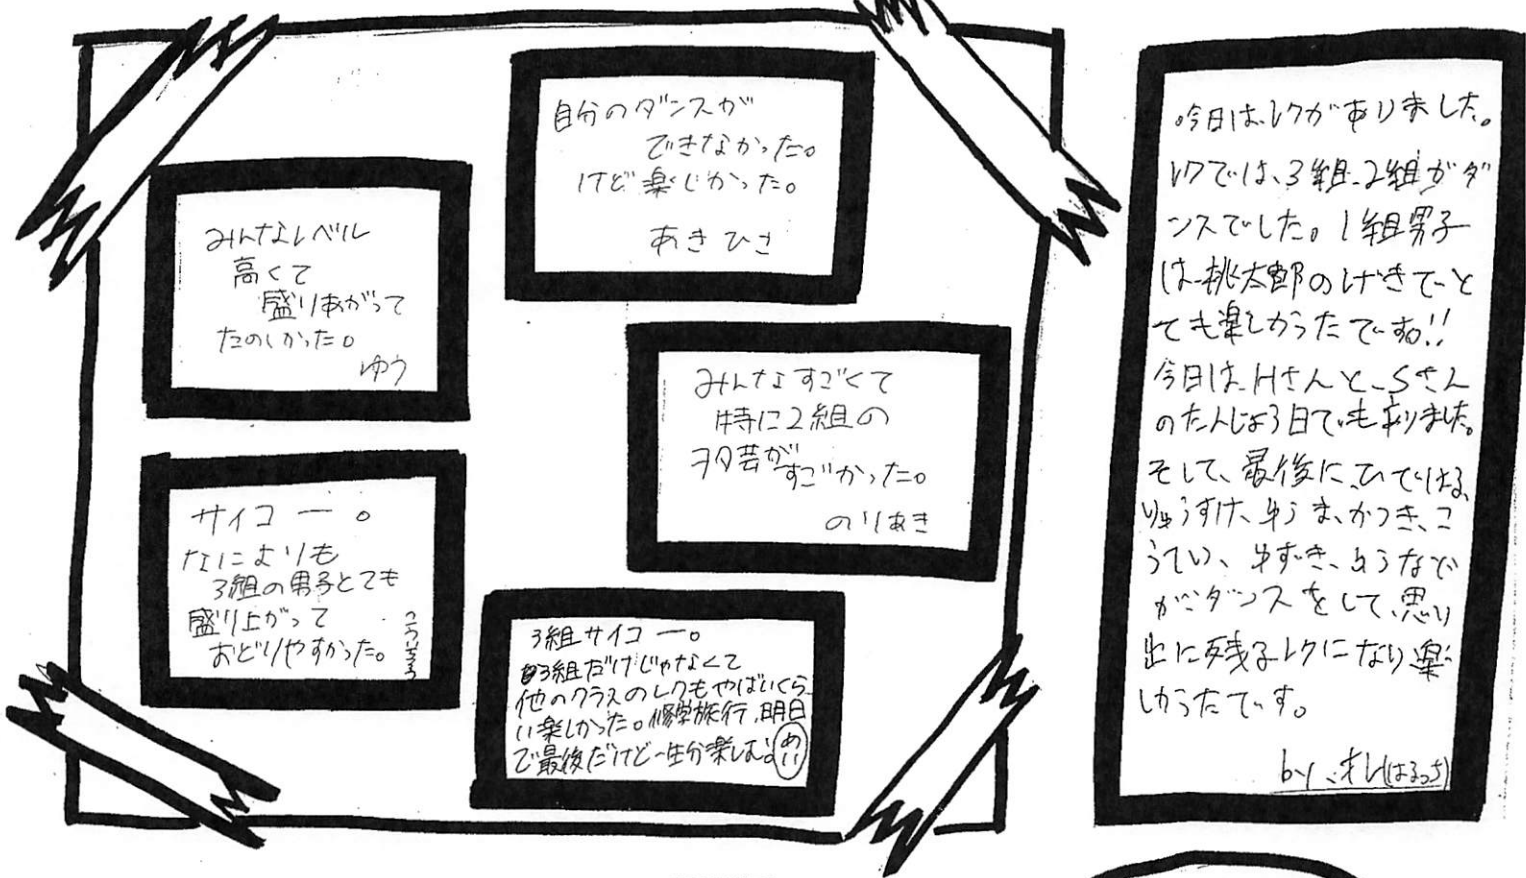 自分のダンスが
できなかった。
けど楽しかった。
あきひさ
みんなレベル
高くて
盛りあがって
たのしかった。
ゆう
みんなすごくて
特に2組の
多芸が
すごかった。
のりあき
サイコー。
なによりも
3組の男子とても
盛り上がって
おどりやすかった。
3組サイコー。
3組だけじゃなくて
他のクラスのレクもやばいくら
い楽しかった。修学旅行、明日
で最後だけど一生分楽しむ。
めい
今日はレクがありました。
レクでは、3組、2組がダ
ンスでした。1組男子
は桃太郎のげきでと
ても楽しかったです。!!
今日は、Hさんと、Sさん
のたんじょう日でも有りました。
そして、最後に、ひではる、
りゅうすけ、ゆうま、かつき、こ
うてい、ゆずき、ようなで
がダンスをして、思い
出に残るレクになり楽
しかったです。
by、オレ(はるっち)